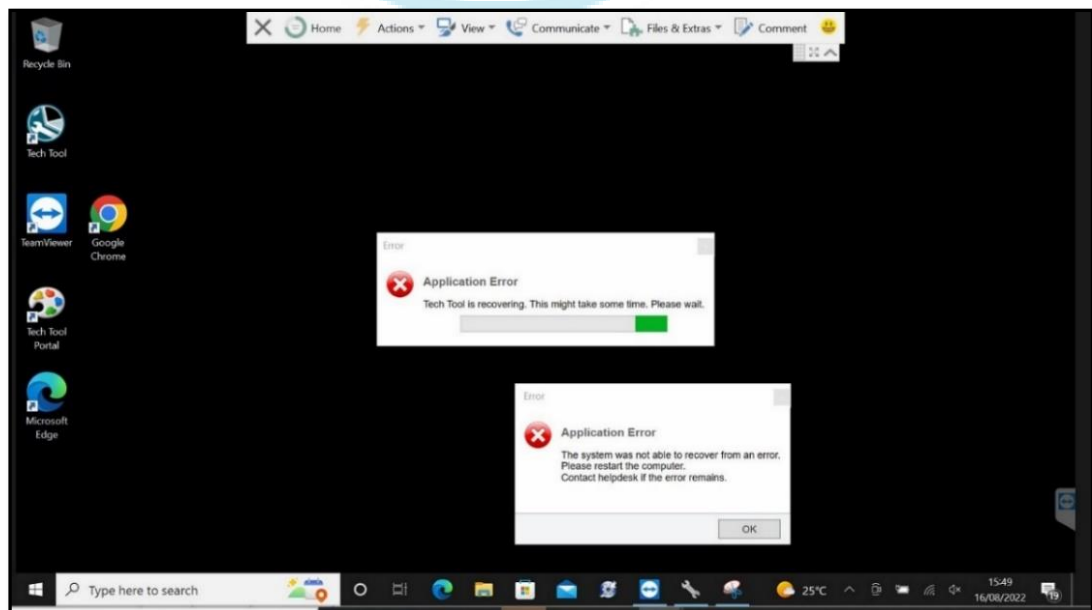 Home Actions View Communicate Files & Extras Comment
Recycle Bin
Tech Tool
TeamViewer
Google
Chrome
Tech Tool
Portal
Microsoft
Edge
Error
Application Error
Tech Tool is recovering. This might take some time. Please wait.
Error
Application Error
The system was not able to recover from an error.
Please restart the computer.
Contact helpdesk if the error remains.
OK
Type here to search
25°C
15:49
16/08/2022
19